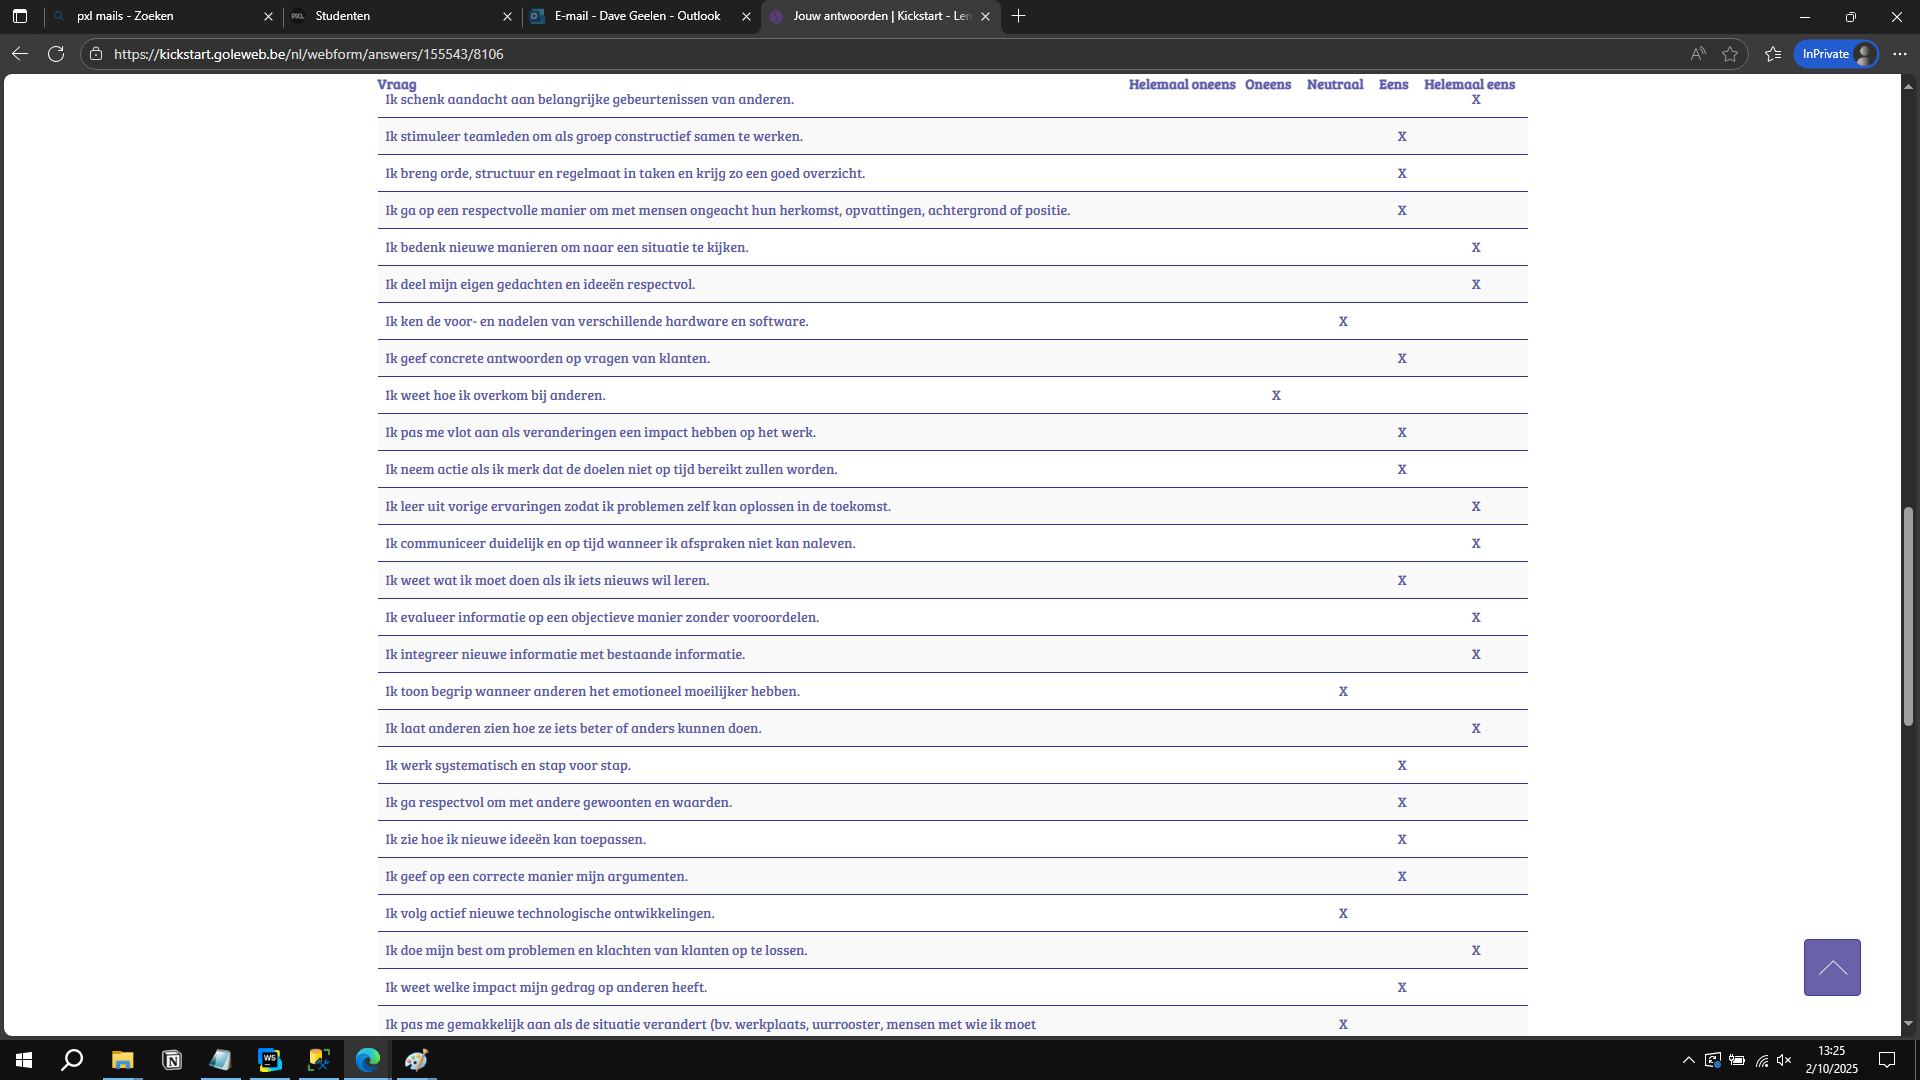 pxl mails - Zoeken
PXL Studenten
E-mail - Dave Geelen - Outlook
Jouw antwoorden | Kickstart - Ler
https://kickstart.goleweb.be/nl/webform/answers/155543/8106
InPrivate
Vraag Helemaal oneens Oneens Neutraal Eens Helemaal eens
Ik schenk aandacht aan belangrijke gebeurtenissen van anderen. X
Ik stimuleer teamleden om als groep constructief samen te werken. X
Ik breng orde, structuur en regelmaat in taken en krijg zo een goed overzicht. X
Ik ga op een respectvolle manier om met mensen ongeacht hun herkomst, opvattingen, achtergrond of positie. X
Ik bedenk nieuwe manieren om naar een situatie te kijken. X
Ik deel mijn eigen gedachten en ideeën respectvol. X
Ik ken de voor- en nadelen van verschillende hardware en software. X
Ik geef concrete antwoorden op vragen van klanten. X
Ik weet hoe ik overkom bij anderen. X
Ik pas me vlot aan als veranderingen een impact hebben op het werk. X
Ik neem actie als ik merk dat de doelen niet op tijd bereikt zullen worden. X
Ik leer uit vorige ervaringen zodat ik problemen zelf kan oplossen in de toekomst. X
Ik communiceer duidelijk en op tijd wanneer ik afspraken niet kan naleven. X
Ik weet wat ik moet doen als ik iets nieuws wil leren. X
Ik evalueer informatie op een objectieve manier zonder vooroordelen. X
Ik integreer nieuwe informatie met bestaande informatie. X
Ik toon begrip wanneer anderen het emotioneel moeilijker hebben. X
Ik laat anderen zien hoe ze iets beter of anders kunnen doen. X
Ik werk systematisch en stap voor stap. X
Ik ga respectvol om met andere gewoonten en waarden. X
Ik zie hoe ik nieuwe ideeën kan toepassen. X
Ik geef op een correcte manier mijn argumenten. X
Ik volg actief nieuwe technologische ontwikkelingen. X
Ik doe mijn best om problemen en klachten van klanten op te lossen. X
Ik weet welke impact mijn gedrag op anderen heeft. X
Ik pas me gemakkelijk aan als de situatie verandert (bv. werkplaats, uurrooster, mensen met wie ik moet X
WS
13:25
2/10/2025